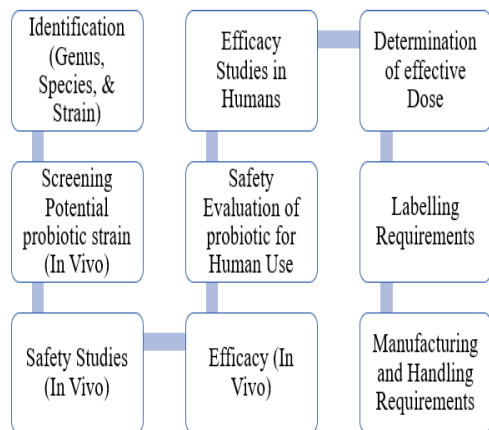 Identification
(Genus,
Species, &
Strain)
Screening
Potential
probiotic strain
(In Vivo)
Safety Studies
(In Vivo)
Efficacy (In
Vivo)
Safety
Evaluation of
probiotic for
Human Use
Efficacy
Studies in
Humans
Determination
of effective
Dose
Labelling
Requirements
Manufacturing
and Handling
Requirements